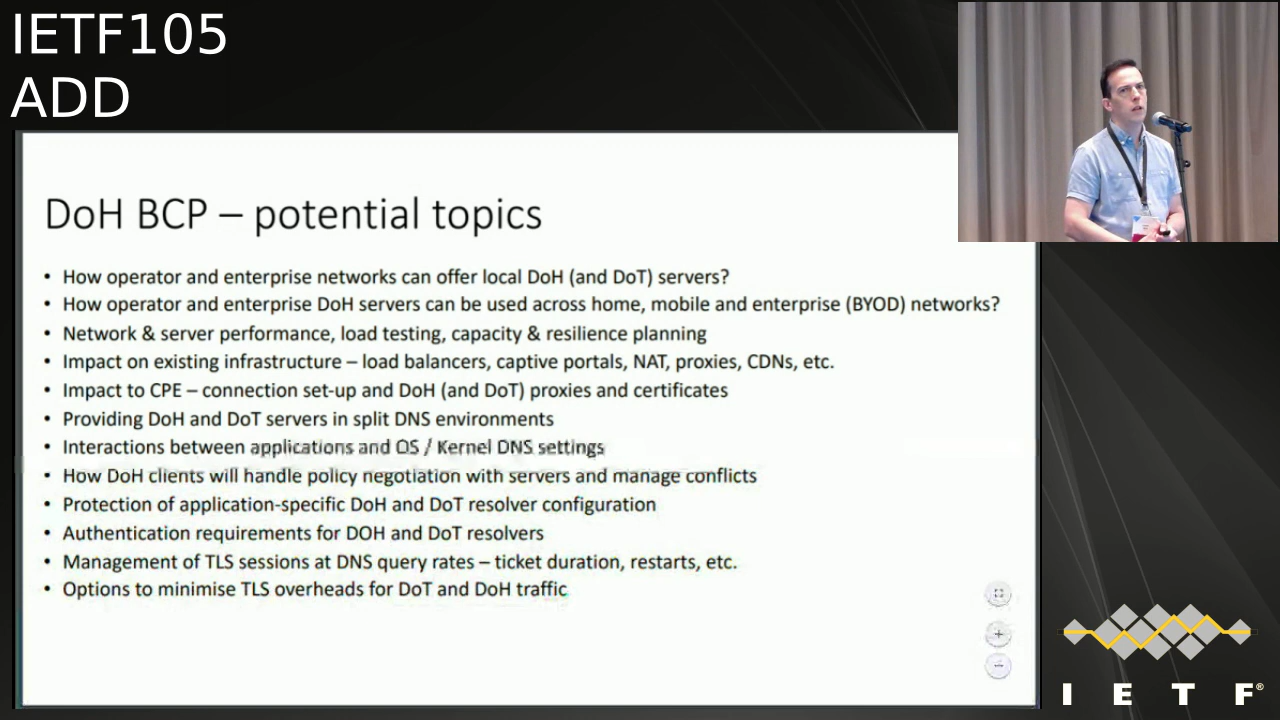 IETF105
ADD
DoH BCP – potential topics
• How operator and enterprise networks can offer local DoH (and DoT) servers?
• How operator and enterprise DoH servers can be used across home, mobile and enterprise (BYOD) networks?
• Network & server performance, load testing, capacity & resilience planning
• Impact on existing infrastructure – load balancers, captive portals, NAT, proxies, CDNs, etc.
• Impact to CPE – connection set-up and DoH (and DoT) proxies and certificates
• Providing DoH and DoT servers in split DNS environments
• Interactions between applications and OS / Kernel DNS settings
• How DoH clients will handle policy negotiation with servers and manage conflicts
• Protection of application-specific DoH and DoT resolver configuration
• Authentication requirements for DOH and DoT resolvers
• Management of TLS sessions at DNS query rates – ticket duration, restarts, etc.
• Options to minimise TLS overheads for DoT and DoH traffic
I E T F®